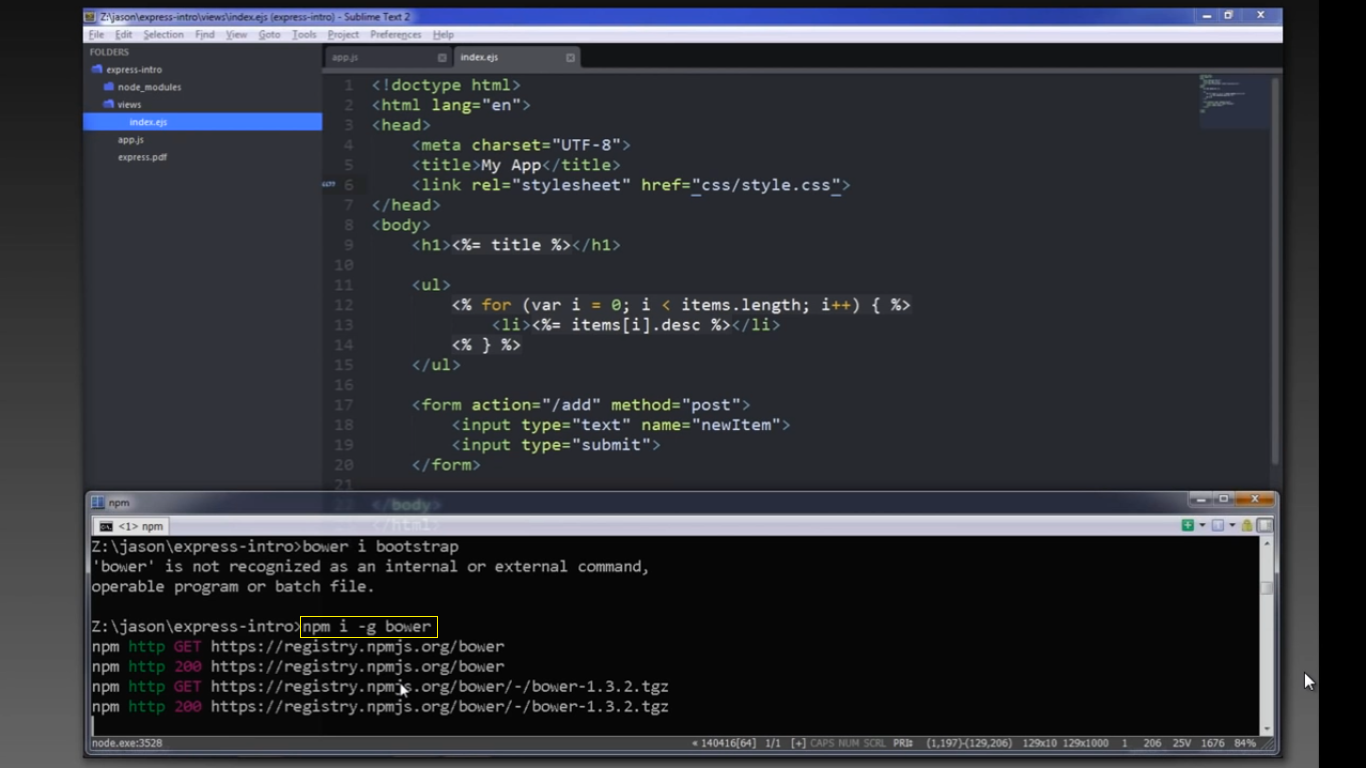 Z:\jason\express-intro\views\index.ejs (express-intro) - Sublime Text 2
File Edit Selection Find View Goto Tools Project Preferences Help
FOLDERS
express-intro
node_modules
views
index.ejs
app.js
express.pdf
app.js index.ejs
1 <!doctype html>
2 <html lang="en">
3 <head>
4 <meta charset="UTF-8">
5 <title>My App</title>
6 <link rel="stylesheet" href="css/style.css">
7 </head>
8 <body>
9 <h1><%= title %></h1>
10
11 <ul>
12 <% for (var i = 0; i < items.length; i++) { %>
13 <li><%= items[i].desc %></li>
14 <% } %>
15 </ul>
16
17 <form action="/add" method="post">
18 <input type="text" name="newItem">
19 <input type="submit">
20 </form>
21
22 </body>
</html>
npm
<1> npm
Z:\jason\express-intro>bower i bootstrap
'bower' is not recognized as an internal or external command,
operable program or batch file.
Z:\jason\express-intro>npm i -g bower
npm http GET https://registry.npmjs.org/bower
npm http 200 https://registry.npmjs.org/bower
npm http GET https://registry.npmjs.org/bower/-/bower-1.3.2.tgz
npm http 200 https://registry.npmjs.org/bower/-/bower-1.3.2.tgz
node.exe:3528 « 140416[64] 1/1 [+] CAPS NUM SCRL PRI: (1,197)-(129,206) 129x10 129x1000 1 206 25V 1676 84%